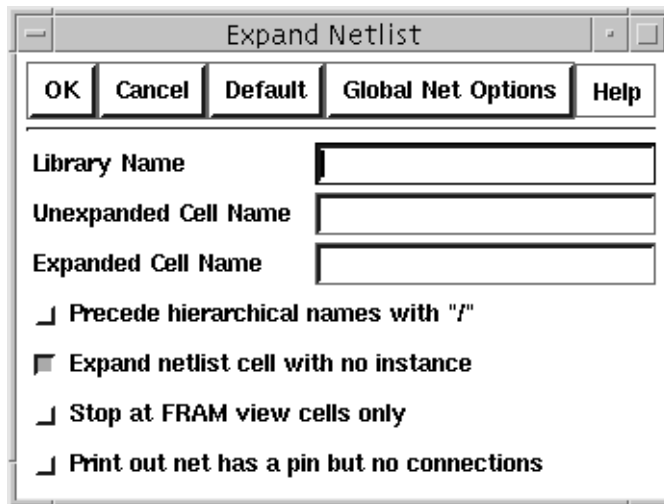 Expand Netlist
OK Cancel Default Global Net Options Help
Library Name
Unexpanded Cell Name
Expanded Cell Name
Precede hierarchical names with "/"
Expand netlist cell with no instance
Stop at FRAM view cells only
Print out net has a pin but no connections